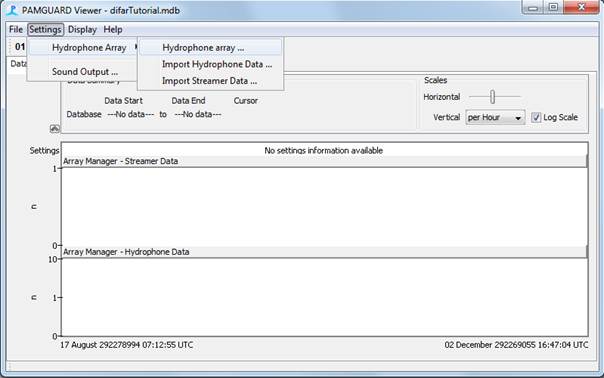 PAMGUARD Viewer - difarTutorial.mdb
File Settings Display Help
01
Hydrophone Array
Hydrophone array ...
Import Hydrophone Data ...
Sound Output ...
Import Streamer Data ...
Data Summary
Scales
Data Start Data End Cursor
Horizontal
Database ---No data--- to ---No data---
Vertical per Hour Log Scale
Settings No settings information available
Array Manager - Streamer Data
1
n
0
Array Manager - Hydrophone Data
10
n
1
0
17 August 292278994 07:12:55 UTC 02 December 292269055 16:47:04 UTC
PAMGUARD